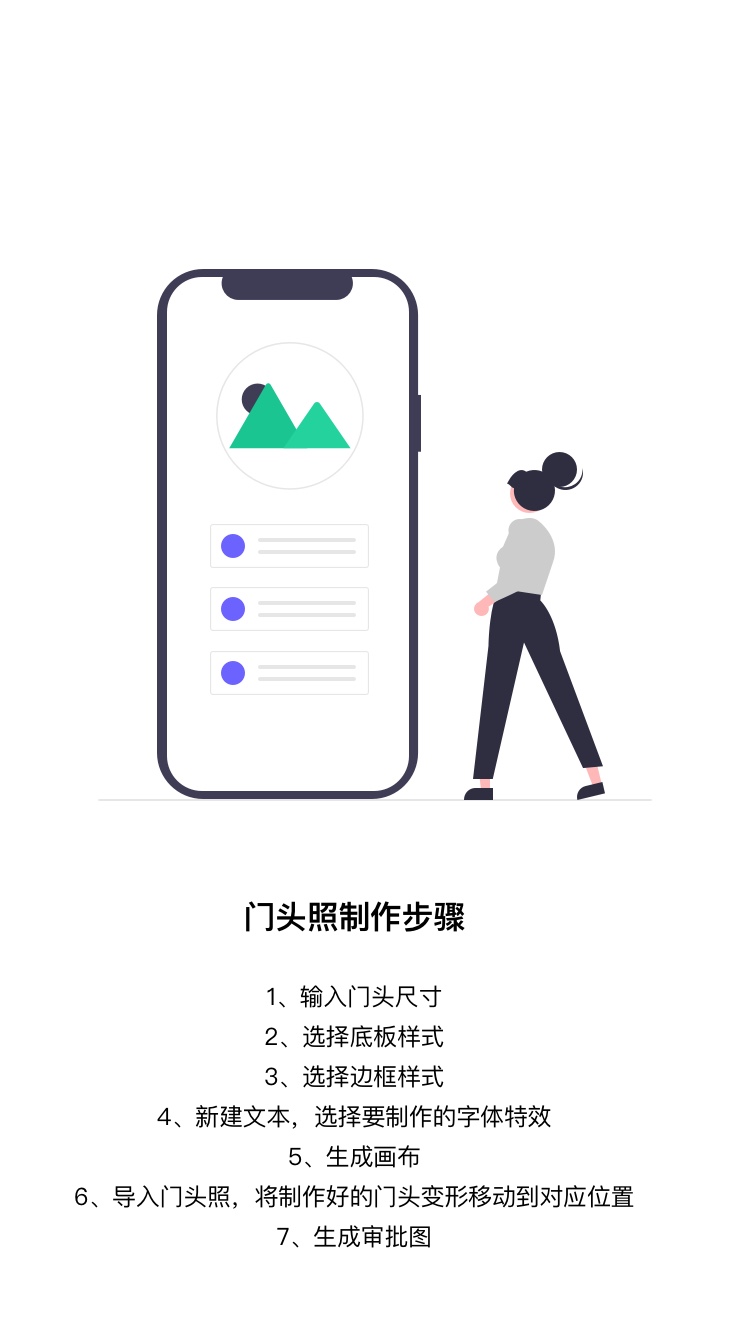 门头照制作步骤
1、输入门头尺寸
2、选择底板样式
3、选择边框样式
4、新建文本，选择要制作的字体特效
5、生成画布
6、导入门头照，将制作好的门头变形移动到对应位置
7、生成审批图